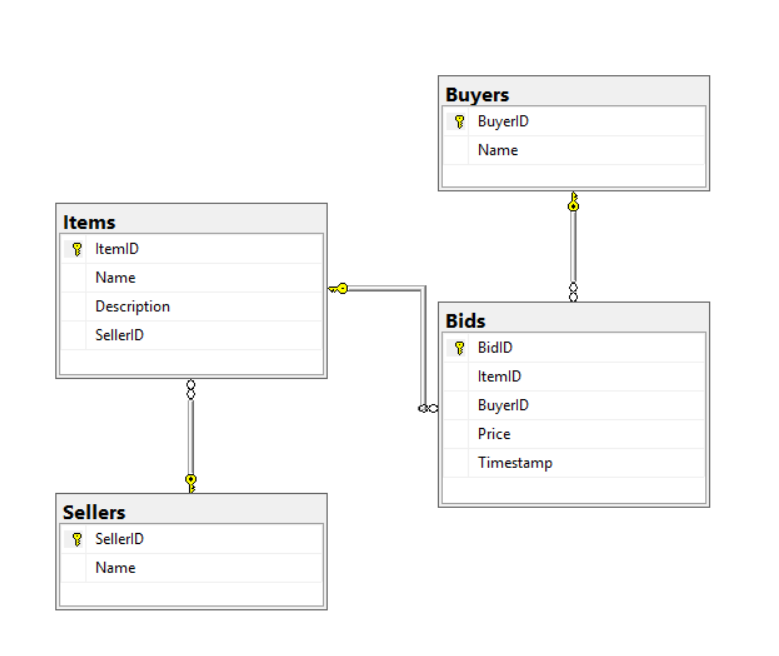 Buyers
BuyerID
Name
Items
ItemID
Name
Description
SellerID
Bids
BidID
ItemID
BuyerID
Price
Timestamp
Sellers
SellerID
Name